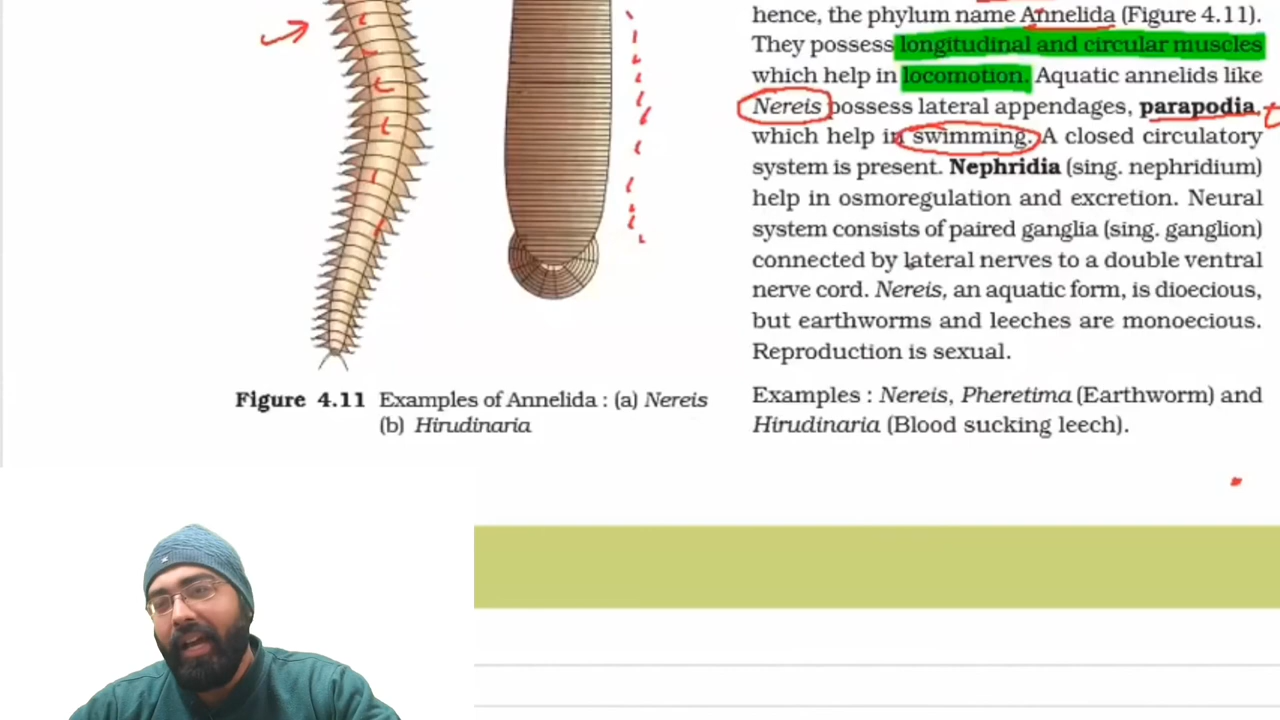 hence, the phylum name Annelida (Figure 4.11).
They possess longitudinal and circular muscles
which help in locomotion. Aquatic annelids like
Nereis possess lateral appendages, parapodia,
which help in swimming. A closed circulatory
system is present. Nephridia (sing. nephridium)
help in osmoregulation and excretion. Neural
system consists of paired ganglia (sing. ganglion)
connected by lateral nerves to a double ventral
nerve cord. Nereis, an aquatic form, is dioecious,
but earthworms and leeches are monoecious.
Reproduction is sexual.
Examples : Nereis, Pheretima (Earthworm) and
Hirudinaria (Blood sucking leech).
Figure 4.11 Examples of Annelida : (a) Nereis
(b) Hirudinaria